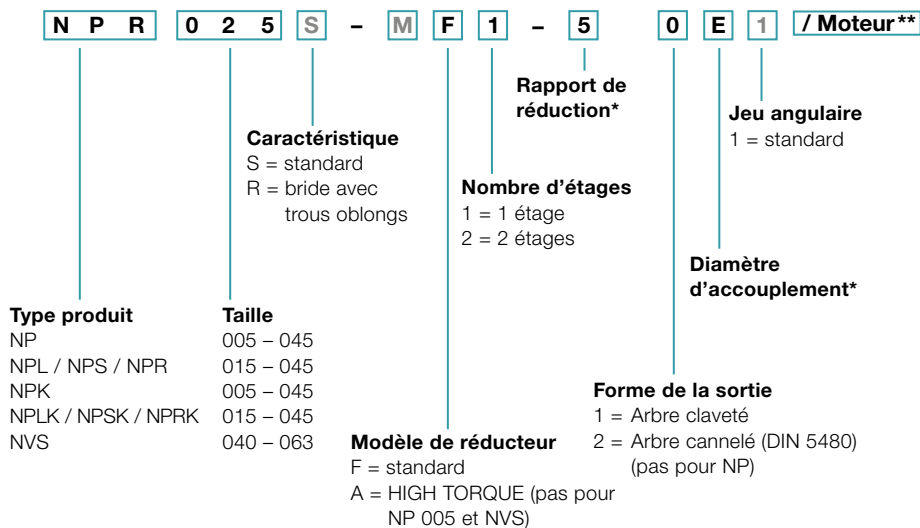 N P R 0 2 5 S – M F 1 – 5 0 E 1 / Moteur**
Rapport de
réduction*
Jeu angulaire
1 = standard
Caractéristique
S = standard
R = bride avec
trous oblongs
Nombre d'étages
1 = 1 étage
2 = 2 étages
Diamètre
d'accouplement*
Type produit Taille
NP 005 – 045
NPL / NPS / NPR 015 – 045
NPK 005 – 045
NPLK / NPSK / NPRK 015 – 045
NVS 040 – 063
Forme de la sortie
1 = Arbre claveté
2 = Arbre cannelé (DIN 5480)
(pas pour NP)
Modèle de réducteur
F = standard
A = HIGH TORQUE (pas pour
NP 005 et NVS)